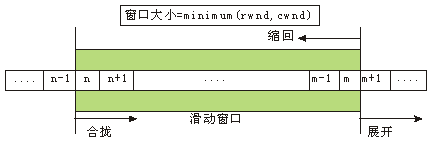 窗口大小=minimum(rwnd,cwnd)
缩回
.... n-1 n n+1 .... m-1 m m+1 ....
合拢 滑动窗口 展开